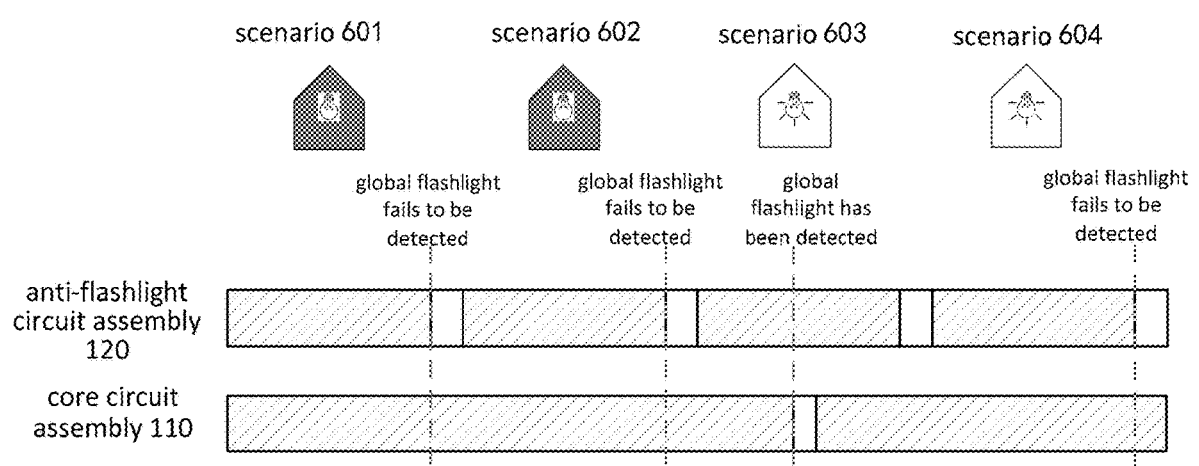 scenario 601
scenario 602
scenario 603
scenario 604
global flashlight
fails to be
detected
global flashlight
fails to be
detected
global
flashlight has
been detected
global flashlight
fails to be
detected
anti-flashlight
circuit assembly
120
core circuit
assembly 110